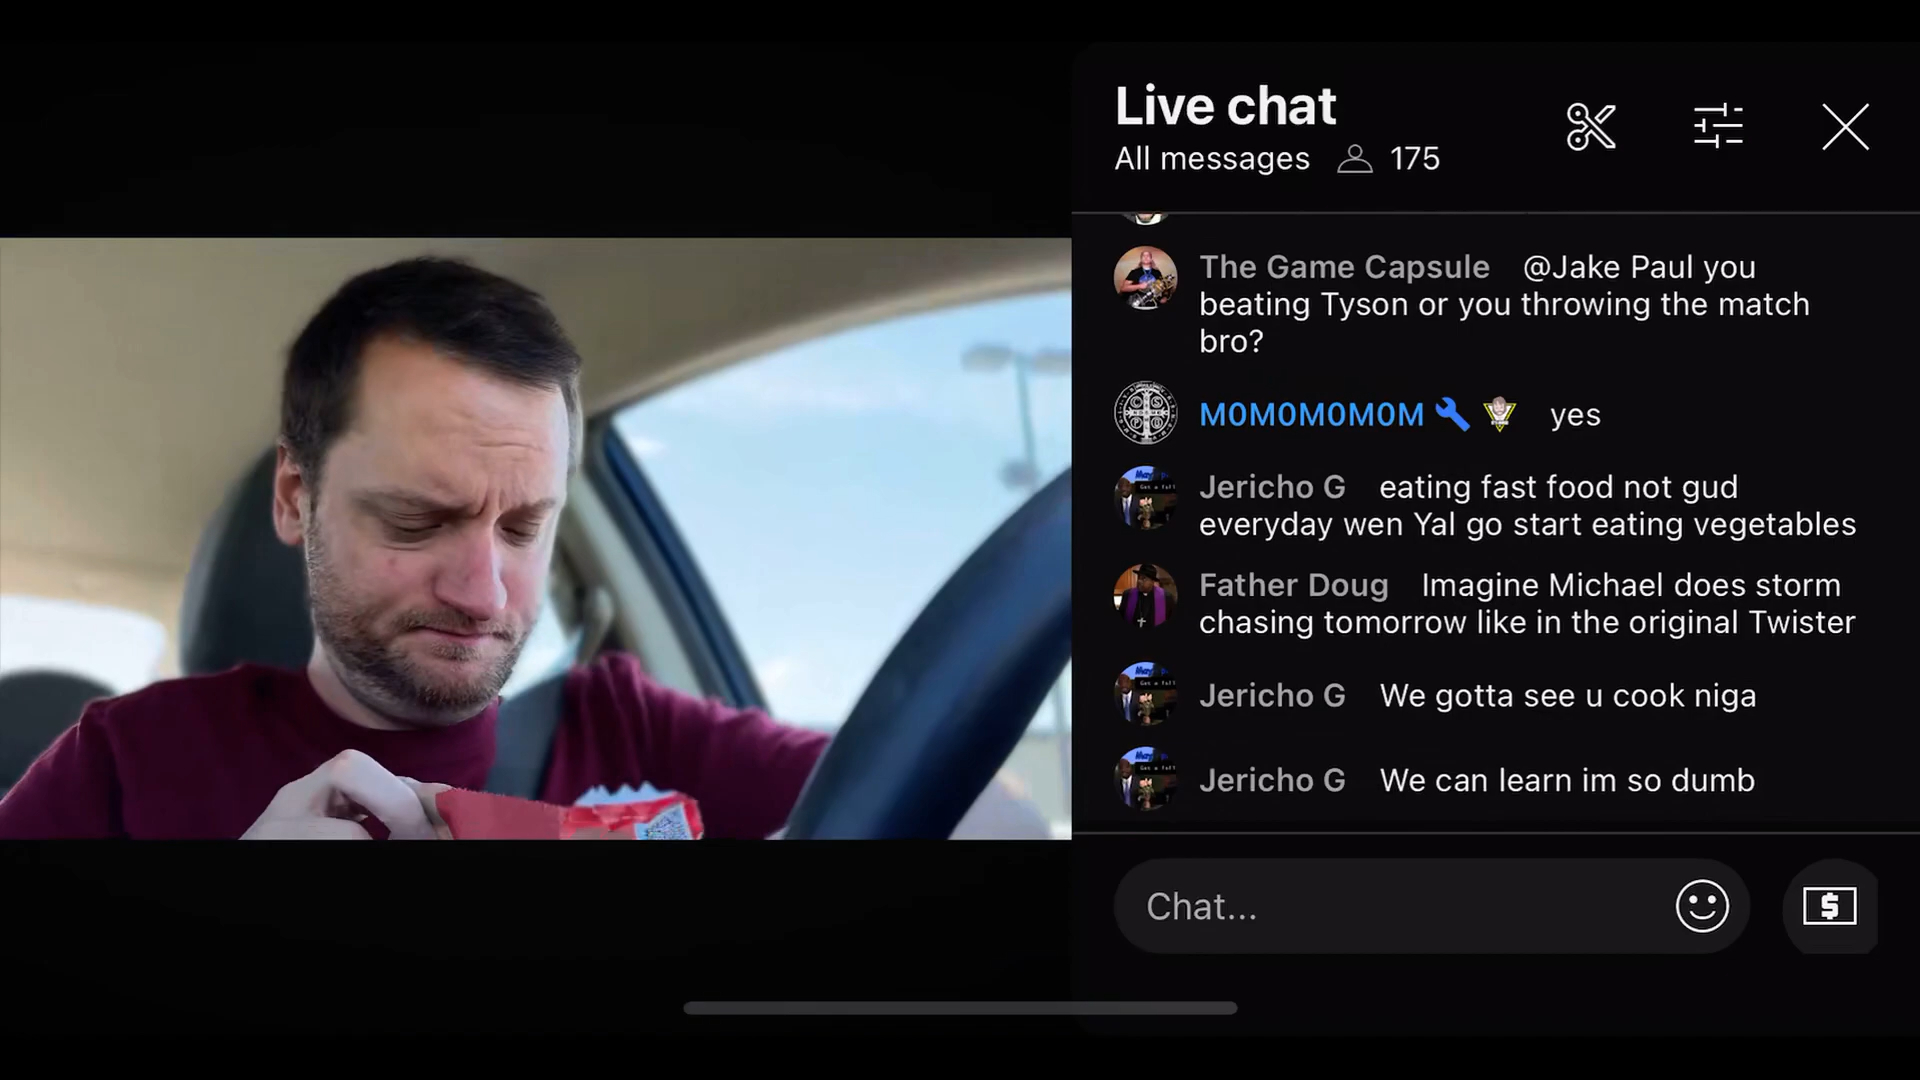 Live chat
All messages 175
The Game Capsule @Jake Paul you
beating Tyson or you throwing the match
bro?
M0M0M0M0M yes
Jericho G eating fast food not gud
everyday wen Yal go start eating vegetables
Father Doug Imagine Michael does storm
chasing tomorrow like in the original Twister
Jericho G We gotta see u cook niga
Jericho G We can learn im so dumb
Chat...
$